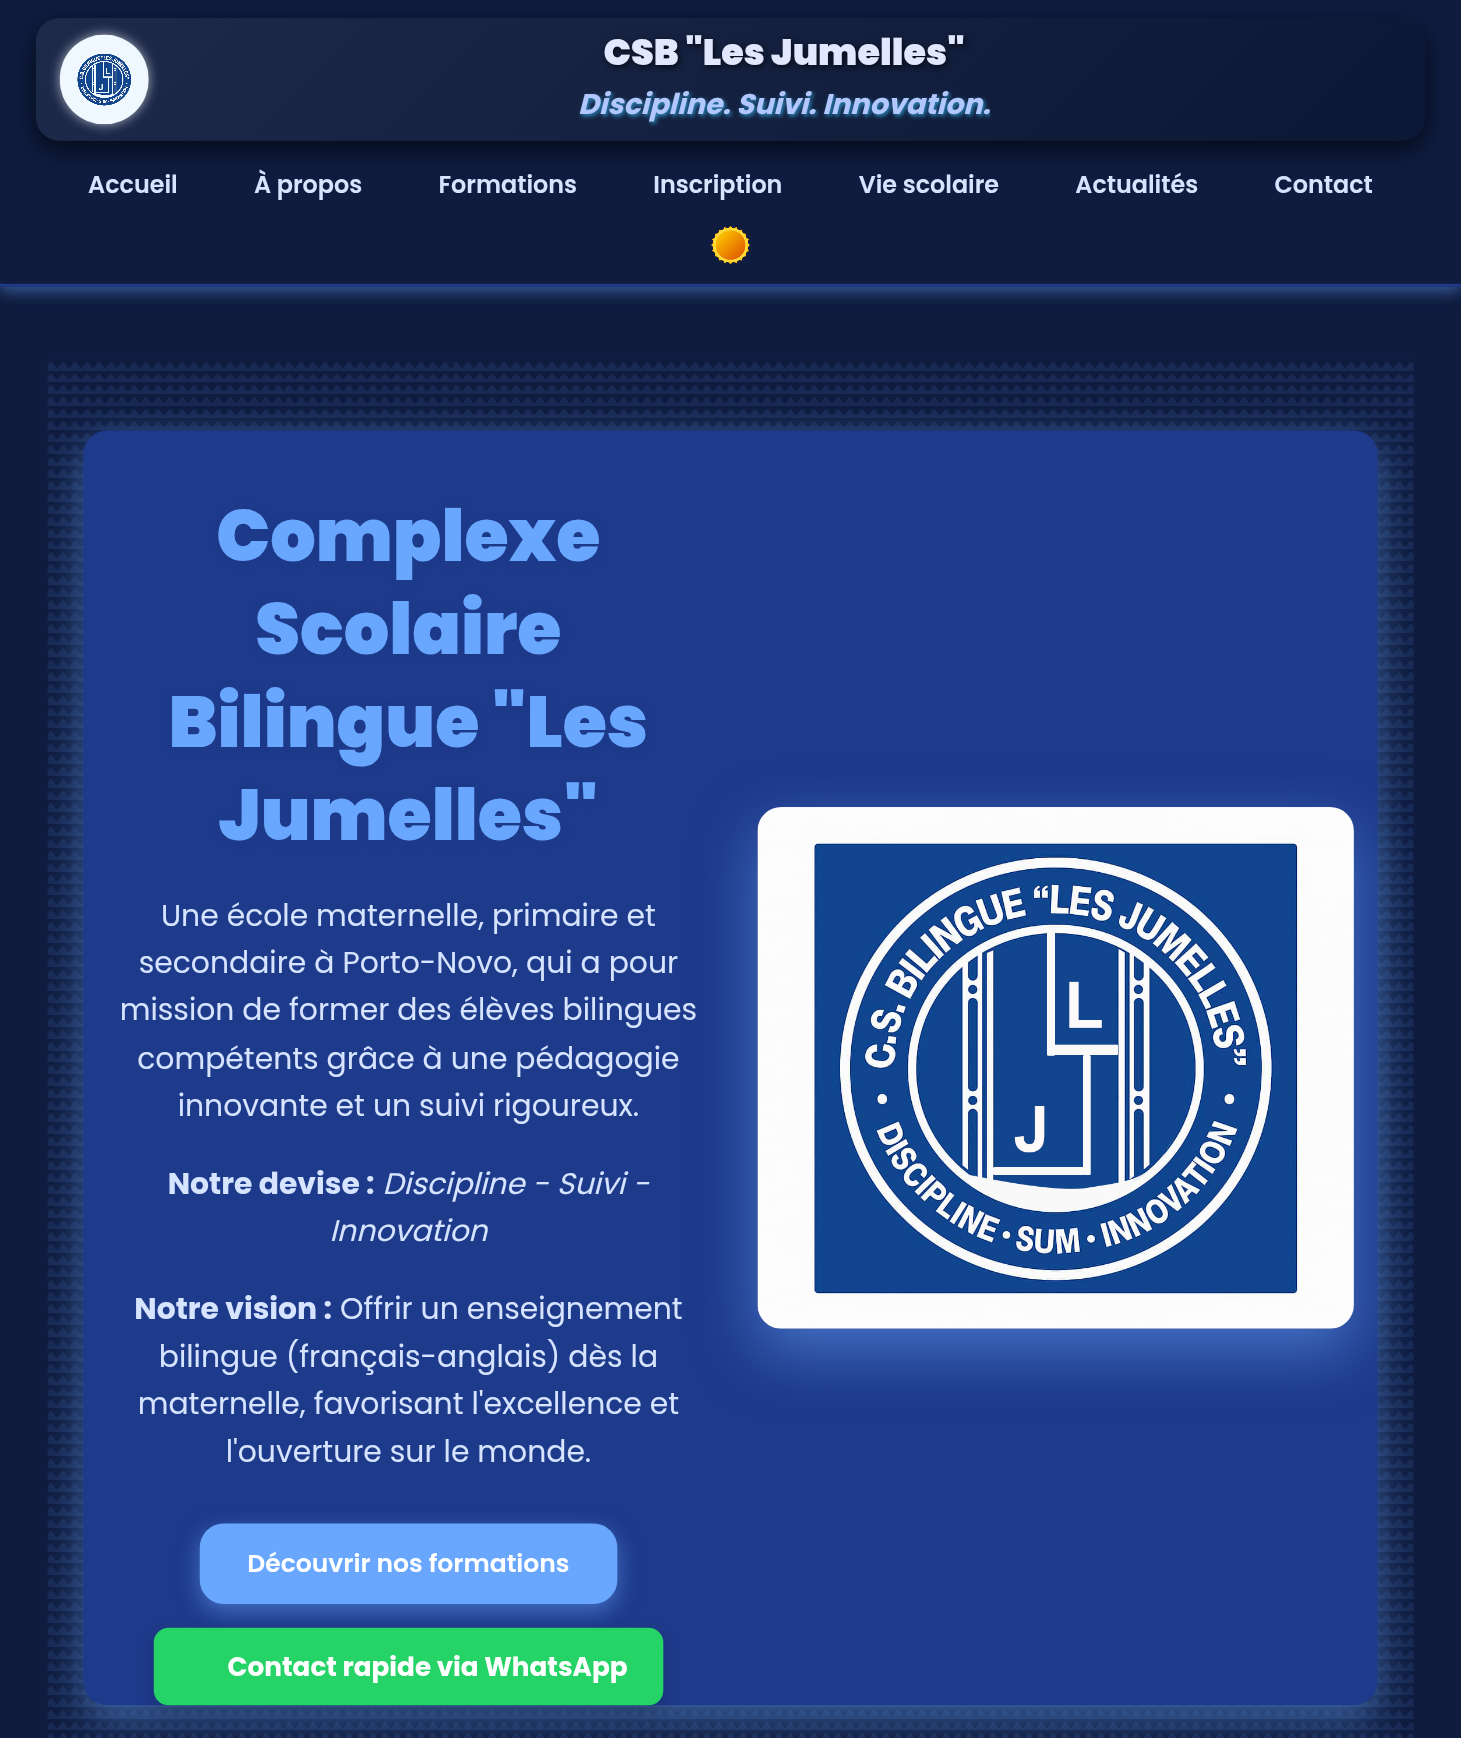 CSB "Les Jumelles"
Discipline. Suivi. Innovation.
Accueil À propos Formations Inscription Vie scolaire Actualités Contact
Complexe
Scolaire
Bilingue "Les
Jumelles"
Une école maternelle, primaire et
secondaire à Porto-Novo, qui a pour
mission de former des élèves bilingues
compétents grâce à une pédagogie
innovante et un suivi rigoureux.
Notre devise : Discipline - Suivi -
Innovation
Notre vision : Offrir un enseignement
bilingue (français-anglais) dès la
maternelle, favorisant l'excellence et
l'ouverture sur le monde.
Découvrir nos formations
Contact rapide via WhatsApp
C.S. BILINGUE “LES JUMELLES”
L
J
• DISCIPLINE • SUM • INNOVATION •